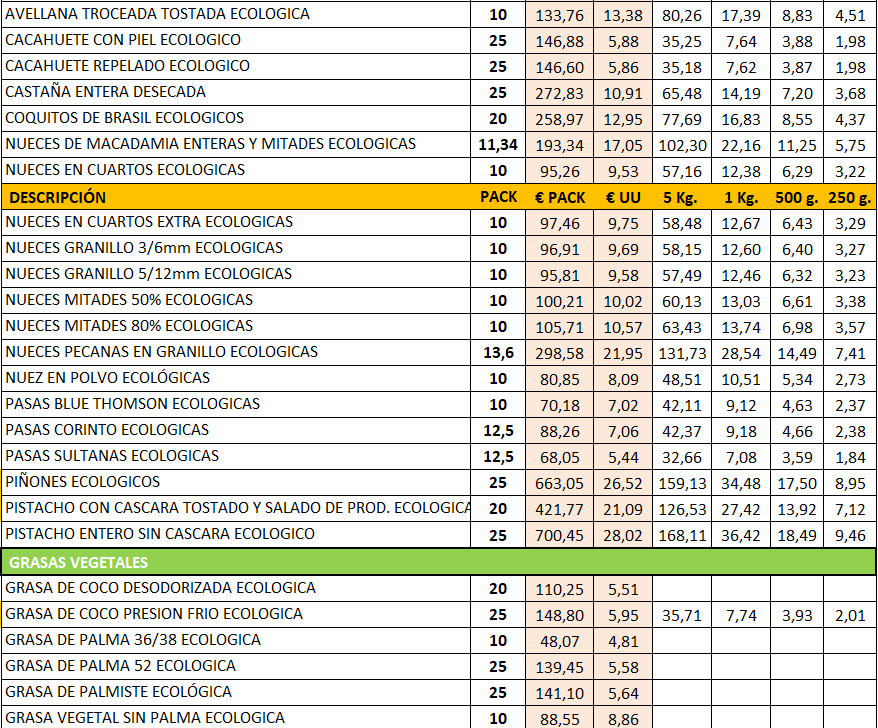 AVELLANA TROCEADA TOSTADA ECOLOGICA 10 133,76 13,38 80,26 17,39 8,83 4,51
CACAHUETE CON PIEL ECOLOGICO 25 146,88 5,88 35,25 7,64 3,88 1,98
CACAHUETE REPELADO ECOLOGICO 25 146,60 5,86 35,18 7,62 3,87 1,98
CASTAÑA ENTERA DESECADA 25 272,83 10,91 65,48 14,19 7,20 3,68
COQUITOS DE BRASIL ECOLOGICOS 20 258,97 12,95 77,69 16,83 8,55 4,37
NUECES DE MACADAMIA ENTERAS Y MITADES ECOLOGICAS 11,34 193,34 17,05 102,30 22,16 11,25 5,75
NUECES EN CUARTOS ECOLOGICAS 10 95,26 9,53 57,16 12,38 6,29 3,22
DESCRIPCIÓN PACK € PACK € UU 5 Kg. 1 Kg. 500 g. 250 g.
NUECES EN CUARTOS EXTRA ECOLOGICAS 10 97,46 9,75 58,48 12,67 6,43 3,29
NUECES GRANILLO 3/6mm ECOLOGICAS 10 96,91 9,69 58,15 12,60 6,40 3,27
NUECES GRANILLO 5/12mm ECOLOGICAS 10 95,81 9,58 57,49 12,46 6,32 3,23
NUECES MITADES 50% ECOLOGICAS 10 100,21 10,02 60,13 13,03 6,61 3,38
NUECES MITADES 80% ECOLOGICAS 10 105,71 10,57 63,43 13,74 6,98 3,57
NUECES PECANAS EN GRANILLO ECOLOGICAS 13,6 298,58 21,95 131,73 28,54 14,49 7,41
NUEZ EN POLVO ECOLÓGICAS 10 80,85 8,09 48,51 10,51 5,34 2,73
PASAS BLUE THOMSON ECOLOGICAS 10 70,18 7,02 42,11 9,12 4,63 2,37
PASAS CORINTO ECOLOGICAS 12,5 88,26 7,06 42,37 9,18 4,66 2,38
PASAS SULTANAS ECOLOGICAS 12,5 68,05 5,44 32,66 7,08 3,59 1,84
PIÑONES ECOLOGICOS 25 663,05 26,52 159,13 34,48 17,50 8,95
PISTACHO CON CASCARA TOSTADO Y SALADO DE PROD. ECOLOGICA 20 421,77 21,09 126,53 27,42 13,92 7,12
PISTACHO ENTERO SIN CASCARA ECOLOGICO 25 700,45 28,02 168,11 36,42 18,49 9,46
GRASAS VEGETALES
GRASA DE COCO DESODORIZADA ECOLOGICA 20 110,25 5,51
GRASA DE COCO PRESION FRIO ECOLOGICA 25 148,80 5,95 35,71 7,74 3,93 2,01
GRASA DE PALMA 36/38 ECOLOGICA 10 48,07 4,81
GRASA DE PALMA 52 ECOLOGICA 25 139,45 5,58
GRASA DE PALMISTE ECOLÓGICA 25 141,10 5,64
GRASA VEGETAL SIN PALMA ECOLOGICA 10 88,55 8,86